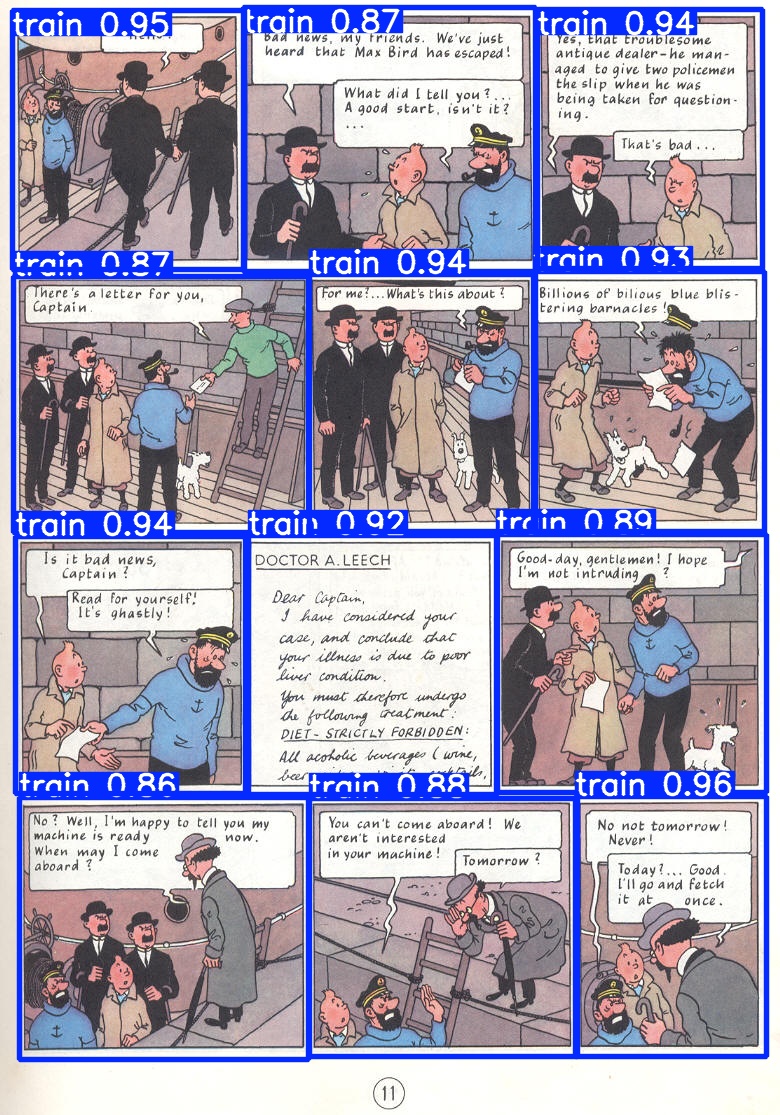 train 0.95
train 0.87
Bad news, my friends. We've just
heard that Max Bird has escaped!
What did I tell you?...
A good start, isn't it?
...
train 0.94
Yes, that troublesome
antique dealer-he man-
aged to give two policemen
the slip when he was
being taken for question-
ing.
That's bad...
train 0.87
There's a letter for you,
Captain.
train 0.94
For me?...What's this about?
train 0.93
Billions of bilious blue blis-
tering barnacles!
train 0.94
Is it bad news,
Captain?
Read for yourself!
It's ghastly!
train 0.92
DOCTOR A. LEECH
Dear Captain,
I have considered your
case, and conclude that
your illness is due to poor
liver condition.
You must therefore undergo
the following treatment:
DIET - STRICTLY FORBIDDEN:
All acoholic beverages (wine,
train 0.89
Good-day, gentlemen! I hope
I'm not intruding ?
train 0.86
No? Well, I'm happy to tell you my
machine is ready now.
When may I come
aboard?
train 0.88
You can't come aboard! We
aren't interested
in your machine!
Tomorrow?
train 0.96
No not tomorrow!
Never!
Today?... Good.
I'll go and fetch
it at once.
11